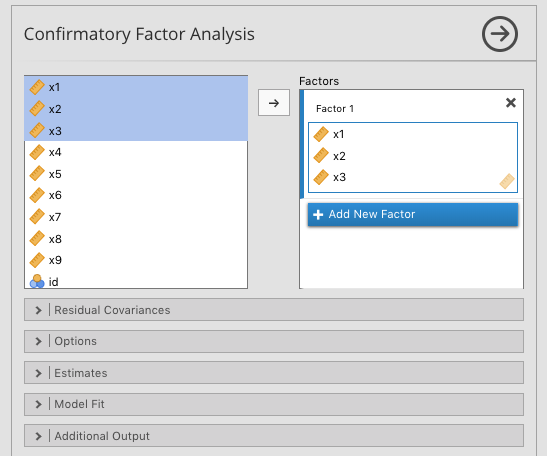 Confirmatory Factor Analysis
x1
x2
x3
x4
x5
x6
x7
x8
x9
id
Factors
Factor 1
x1
x2
x3
Add New Factor
Residual Covariances
Options
Estimates
Model Fit
Additional Output